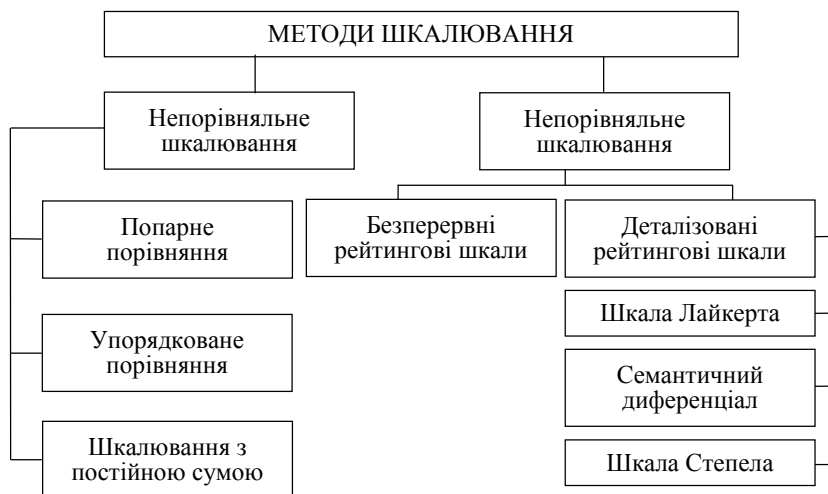 МЕТОДИ ШКАЛЮВАННЯ
Непорівняльне
шкалювання
Непорівняльне
шкалювання
Попарне
порівняння
Безперервні
рейтингові шкали
Деталізовані
рейтингові шкали
Шкала Лайкерта
Упорядковане
порівняння
Семантичний
диференціал
Шкалювання з
постійною сумою
Шкала Степела